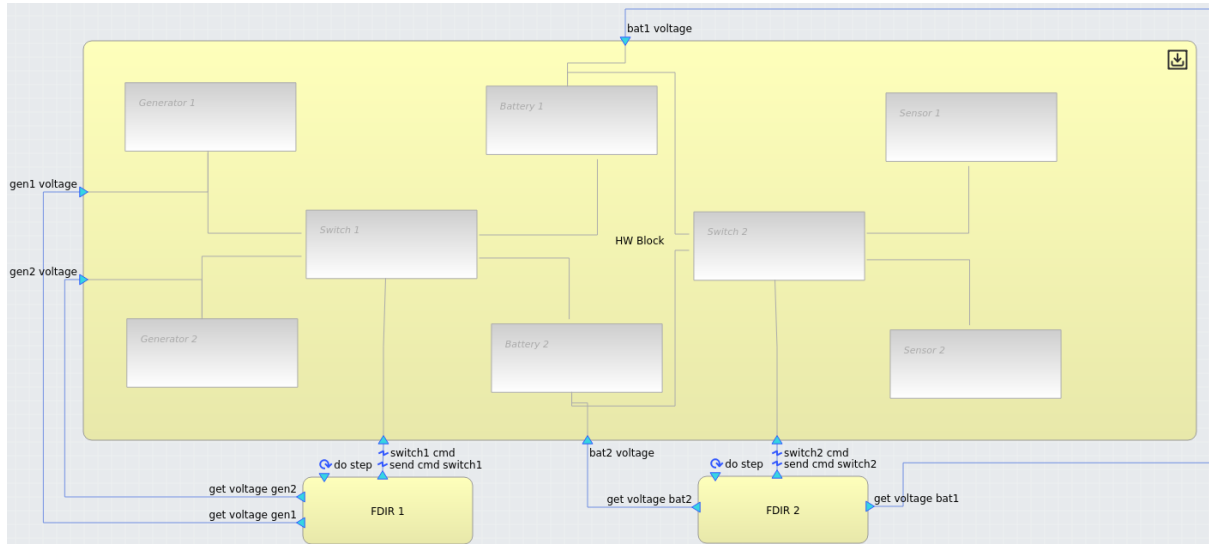 bat1 voltage
Generator 1
Battery 1
Sensor 1
gen1 voltage
Switch 1
HW Block
Switch 2
gen2 voltage
Generator 2
Battery 2
Sensor 2
switch1 cmd
bat2 voltage
switch2 cmd
do step
send cmd switch1
do step
send cmd switch2
get voltage gen2
get voltage bat2
get voltage bat1
get voltage gen1
FDIR 1
FDIR 2